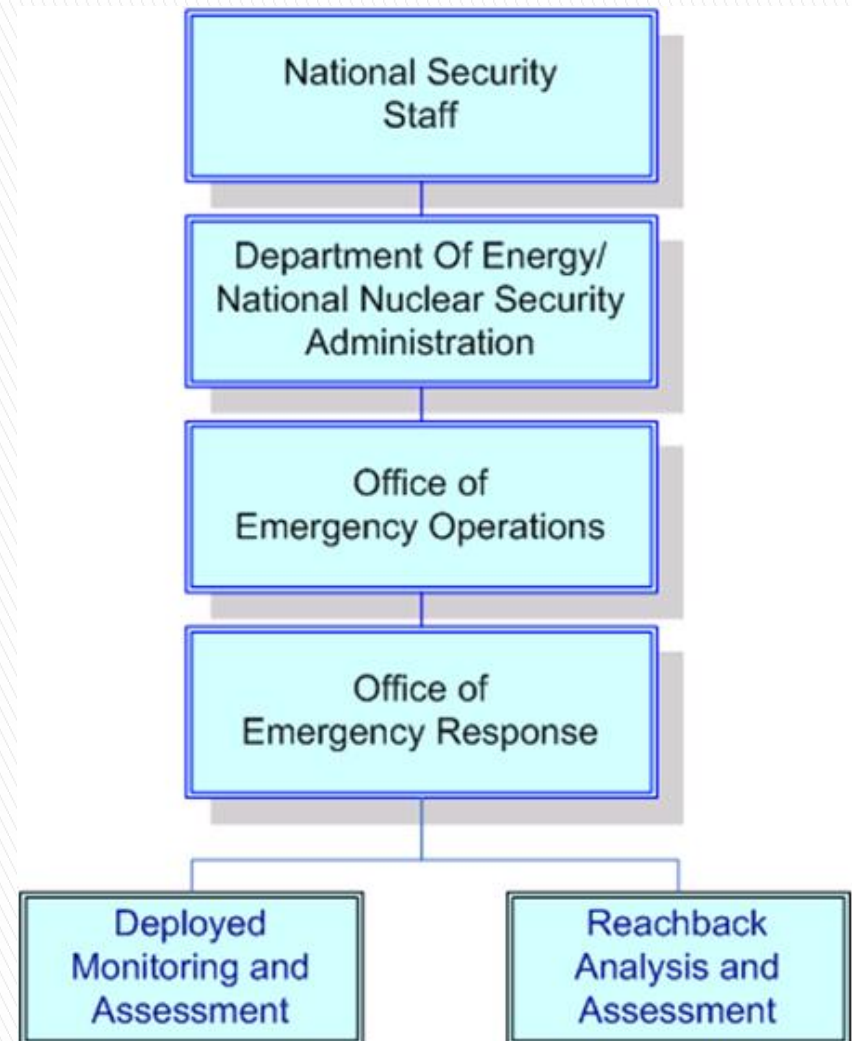 National Security
Staff
Department Of Energy/
National Nuclear Security
Administration
Office of
Emergency Operations
Office of
Emergency Response
Deployed
Monitoring and
Assessment
Reachback
Analysis and
Assessment